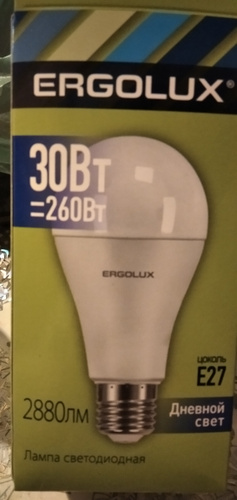 ERGOLUX®
30Вт
=260Вт
ERGOLUX
цоколь
E27
2880лм
Дневной
свет
Лампа светодиодная